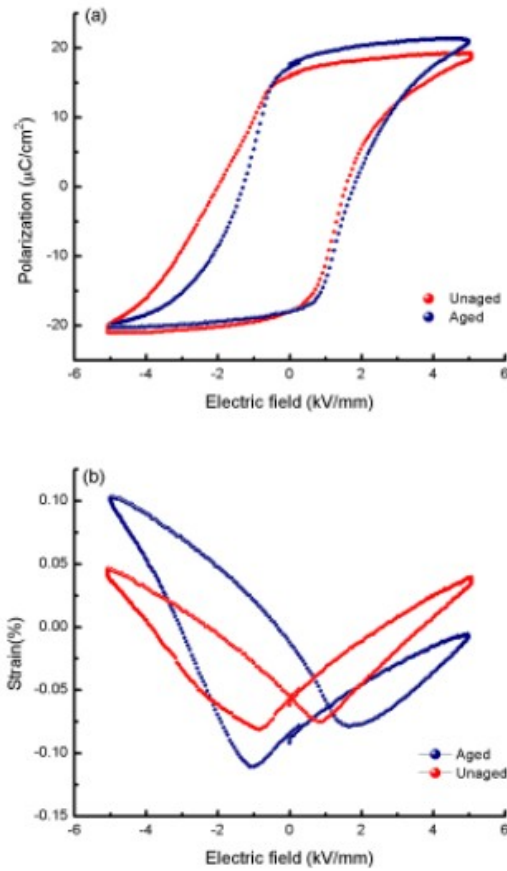 (a)
20
10
0
-10
-20
Polarization (μC/cm²)
Unaged
Aged
-6 -4 -2 0 2 4 6
Electric field (kV/mm)
(b)
0.10
0.05
0.00
-0.05
-0.10
-0.15
Strain(%)
Aged
Unaged
-6 -4 -2 0 2 4 6
Electric field (kV/mm)